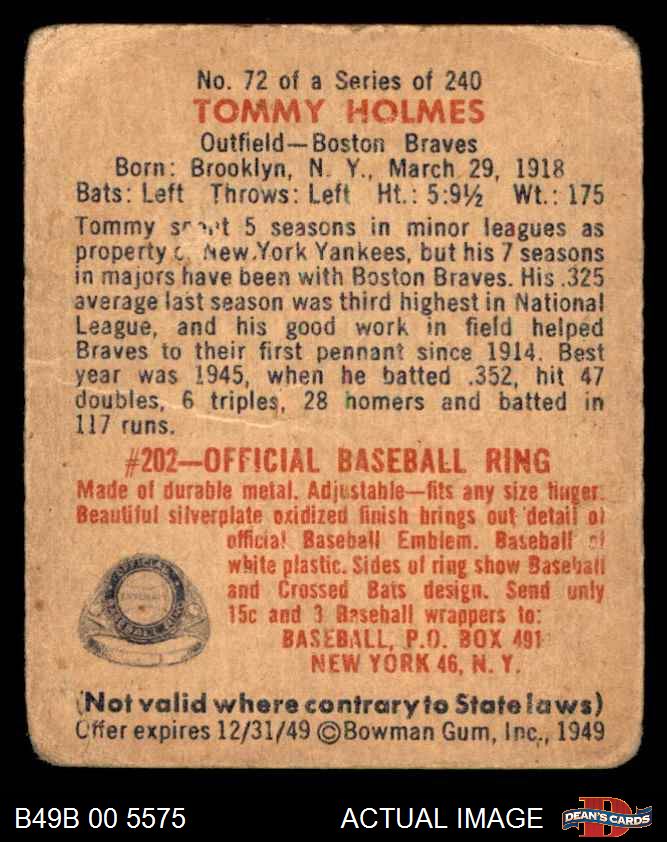 No. 72 of a Series of 240
TOMMY HOLMES
Outfield—Boston Braves
Born: Brooklyn, N. Y., March 29, 1918
Bats: Left Throws: Left Ht.: 5:9½ Wt.: 175
Tommy spent 5 seasons in minor leagues as
property New York Yankees, but his 7 seasons
in majors have been with Boston Braves. His .325
average last season was third highest in National
League, and his good work in field helped
Braves to their first pennant since 1914. Best
year was 1945, when he batted .352, hit 47
doubles, 6 triples, 28 homers and batted in
117 runs.
#202—OFFICIAL BASEBALL RING
Made of durable metal. Adjustable—fits any size finger.
Beautiful silverplate oxidized finish brings out detail of
official Baseball Emblem. Baseball of
white plastic. Sides of ring show Baseball
and Crossed Bats design. Send only
15c and 3 Baseball wrappers to:
BASEBALL, P.O. BOX 491
NEW YORK 46, N. Y.
OFFICIAL
BASEBALL RING
(Not valid where contrary to State laws)
Offer expires 12/31/49 ©Bowman Gum, Inc., 1949
B49B 00 5575 ACTUAL IMAGE
D
DEAN'S CARDS